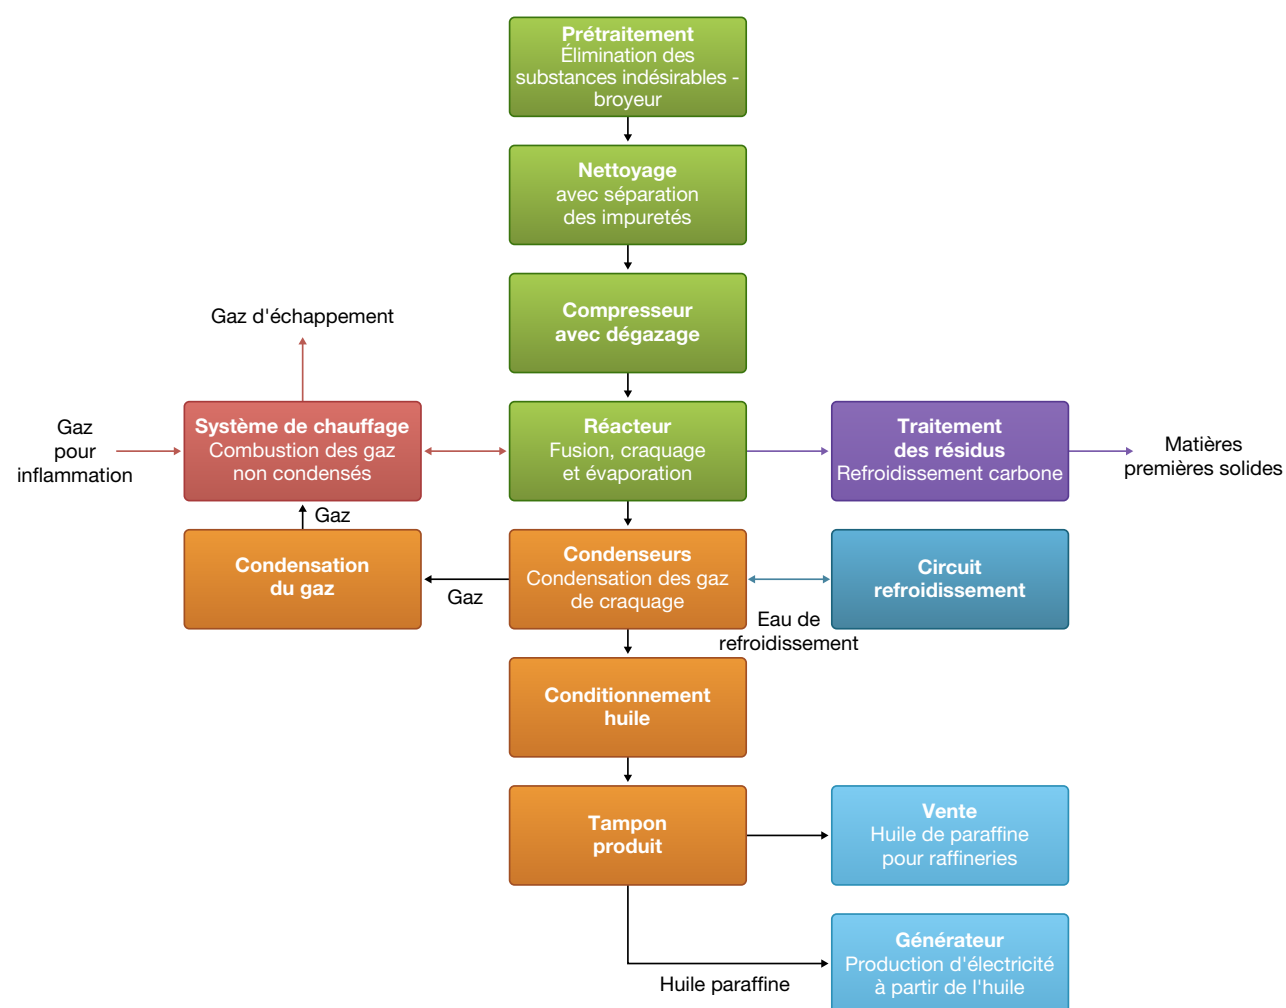 Prétraitement
Élimination des
substances indésirables -
broyeur
Nettoyage
avec séparation
des impuretés
Compresseur
avec dégazage
Gaz d'échappement
Gaz
pour
inflammation
Système de chauffage
Combustion des gaz
non condensés
Réacteur
Fusion, craquage
et évaporation
Traitement
des résidus
Refroidissement carbone
Matières
premières solides
Gaz
Condensation
du gaz
Gaz
Condenseurs
Condensation des gaz
de craquage
Eau de
refroidissement
Circuit
refroidissement
Conditionnement
huile
Tampon
produit
Vente
Huile de paraffine
pour raffineries
Huile paraffine
Générateur
Production d'électricité
à partir de l'huile